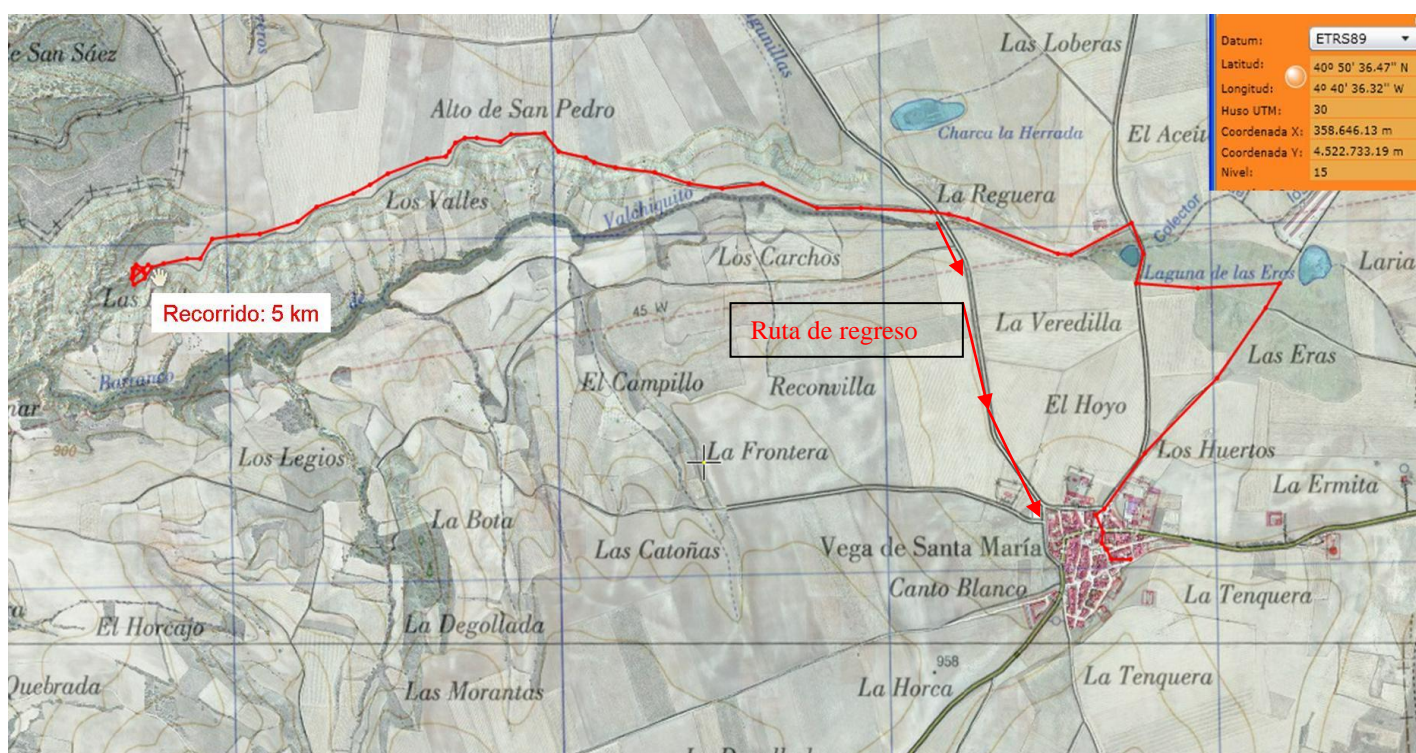 e San Sáez
Alto de San Pedro
Las Loberas
Charca la Herrada
El Aceit
Datum:
ETRS89
Latitud:
40º 50' 36.47" N
Longitud:
4º 40' 36.32" W
Huso UTM:
30
Coordenada X:
358.646.13 m
Coordenada Y:
4.522.733.19 m
Nivel:
15
Los Valles
Valchiquito
La Reguera
Colector
de
Los Carchos
Laguna de las Eros
Laria
Las
Recorrido: 5 km
45 W
Ruta de regreso
La Veredilla
Las Eras
Barranco
El Campillo
Reconvilla
El Hoyo
nar
900
Los Legios
La Frontera
Los Huertos
La Ermita
La Bota
Las Catoñas
Vega de Santa María
Canto Blanco
La Tenquera
El Horcajo
La Degollada
958
Quebrada
Las Morantas
La Horca
La Tenquera